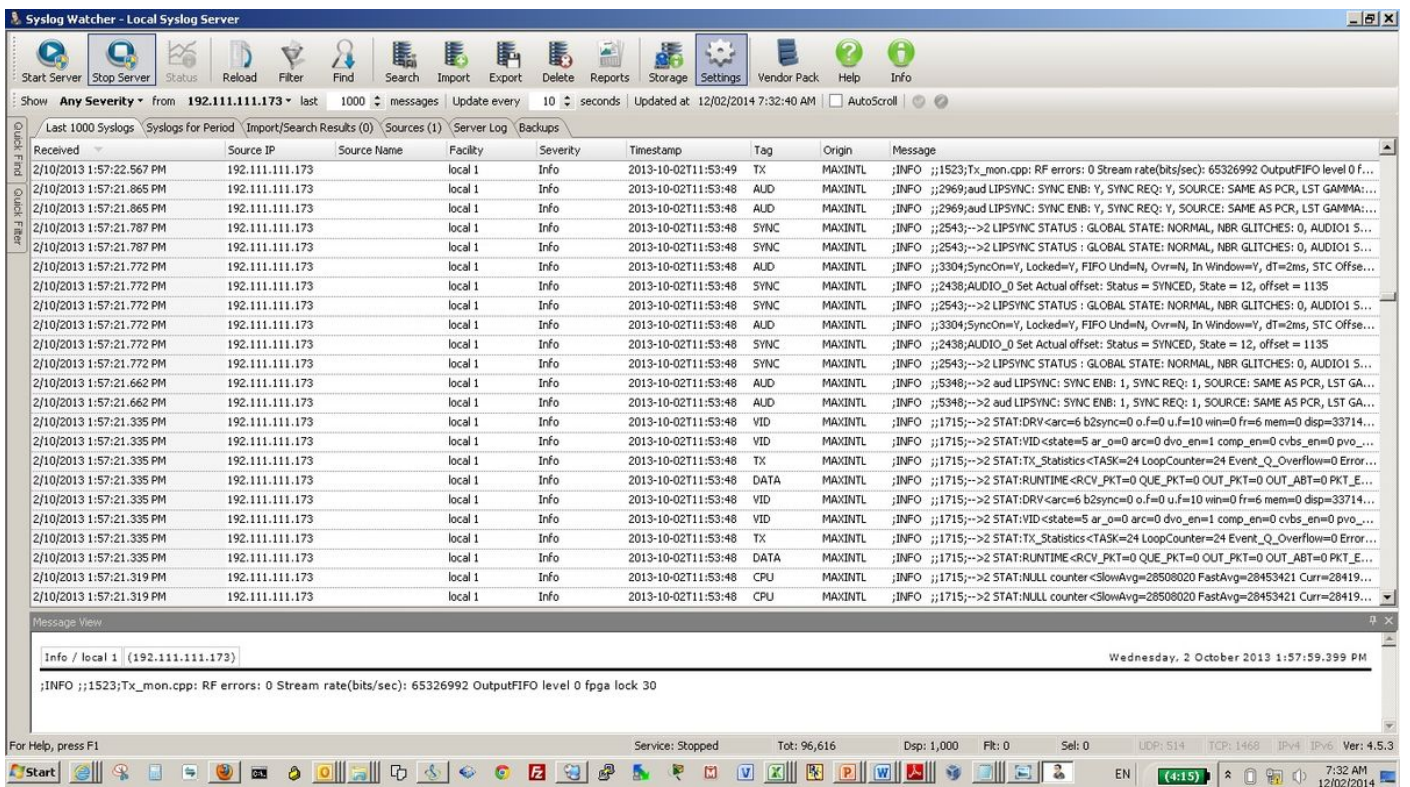 Syslog Watcher - Local Syslog Server
Start Server Stop Server Status Reload Filter Find Search Import Export Delete Reports Storage Settings Vendor Pack Help Info
Show Any Severity from 192.111.111.173 last 1000 messages Update every 10 seconds Updated at 12/02/2014 7:32:40 AM AutoScroll
Quick Find
Quick Filter
Last 1000 Syslogs Syslogs for Period Import/Search Results (0) Sources (1) Server Log Backups
Received Source IP Source Name Facility Severity Timestamp Tag Origin Message
2/10/2013 1:57:22.567 PM 192.111.111.173 local 1 Info 2013-10-02T11:53:49 TX MAXINTL ;INFO ;;1523;Tx_mon.cpp: RF errors: 0 Stream rate(bits/sec): 65326992 OutputFIFO level 0 f...
2/10/2013 1:57:21.865 PM 192.111.111.173 local 1 Info 2013-10-02T11:53:48 AUD MAXINTL ;INFO ;;2969;aud LIPSYNC: SYNC ENB: Y, SYNC REQ: Y, SOURCE: SAME AS PCR, LST GAMMA:...
2/10/2013 1:57:21.865 PM 192.111.111.173 local 1 Info 2013-10-02T11:53:48 AUD MAXINTL ;INFO ;;2969;aud LIPSYNC: SYNC ENB: Y, SYNC REQ: Y, SOURCE: SAME AS PCR, LST GAMMA:...
2/10/2013 1:57:21.787 PM 192.111.111.173 local 1 Info 2013-10-02T11:53:48 SYNC MAXINTL ;INFO ;;2543;-->2 LIPSYNC STATUS : GLOBAL STATE: NORMAL, NBR GLITCHES: 0, AUDIO1 S...
2/10/2013 1:57:21.787 PM 192.111.111.173 local 1 Info 2013-10-02T11:53:48 SYNC MAXINTL ;INFO ;;2543;-->2 LIPSYNC STATUS : GLOBAL STATE: NORMAL, NBR GLITCHES: 0, AUDIO1 S...
2/10/2013 1:57:21.772 PM 192.111.111.173 local 1 Info 2013-10-02T11:53:48 AUD MAXINTL ;INFO ;;3304;SyncOn=Y, Locked=Y, FIFO Und=N, Ovr=N, In Window=Y, dT=2ms, STC Offse...
2/10/2013 1:57:21.772 PM 192.111.111.173 local 1 Info 2013-10-02T11:53:48 SYNC MAXINTL ;INFO ;;2438;AUDIO_0 Set Actual offset: Status = SYNCED, State = 12, offset = 1135
2/10/2013 1:57:21.772 PM 192.111.111.173 local 1 Info 2013-10-02T11:53:48 SYNC MAXINTL ;INFO ;;2543;-->2 LIPSYNC STATUS : GLOBAL STATE: NORMAL, NBR GLITCHES: 0, AUDIO1 S...
2/10/2013 1:57:21.772 PM 192.111.111.173 local 1 Info 2013-10-02T11:53:48 AUD MAXINTL ;INFO ;;3304;SyncOn=Y, Locked=Y, FIFO Und=N, Ovr=N, In Window=Y, dT=2ms, STC Offse...
2/10/2013 1:57:21.772 PM 192.111.111.173 local 1 Info 2013-10-02T11:53:48 SYNC MAXINTL ;INFO ;;2438;AUDIO_0 Set Actual offset: Status = SYNCED, State = 12, offset = 1135
2/10/2013 1:57:21.772 PM 192.111.111.173 local 1 Info 2013-10-02T11:53:48 SYNC MAXINTL ;INFO ;;2543;-->2 LIPSYNC STATUS : GLOBAL STATE: NORMAL, NBR GLITCHES: 0, AUDIO1 S...
2/10/2013 1:57:21.662 PM 192.111.111.173 local 1 Info 2013-10-02T11:53:48 AUD MAXINTL ;INFO ;;5348;-->2 aud LIPSYNC: SYNC ENB: 1, SYNC REQ: 1, SOURCE: SAME AS PCR, LST GA...
2/10/2013 1:57:21.662 PM 192.111.111.173 local 1 Info 2013-10-02T11:53:48 AUD MAXINTL ;INFO ;;5348;-->2 aud LIPSYNC: SYNC ENB: 1, SYNC REQ: 1, SOURCE: SAME AS PCR, LST GA...
2/10/2013 1:57:21.335 PM 192.111.111.173 local 1 Info 2013-10-02T11:53:48 VID MAXINTL ;INFO ;;1715;-->2 STAT:DRV<arc=6 b2sync=0 o.f=0 u.f=10 win=0 fr=6 mem=0 disp=33714...
2/10/2013 1:57:21.335 PM 192.111.111.173 local 1 Info 2013-10-02T11:53:48 VID MAXINTL ;INFO ;;1715;-->2 STAT:VID<state=5 ar_o=0 arc=0 dvo_en=1 comp_en=0 cvbs_en=0 pvo_...
2/10/2013 1:57:21.335 PM 192.111.111.173 local 1 Info 2013-10-02T11:53:48 TX MAXINTL ;INFO ;;1715;-->2 STAT:TX_Statistics<TASK=24 LoopCounter=24 Event_Q_Overflow=0 Error...
2/10/2013 1:57:21.335 PM 192.111.111.173 local 1 Info 2013-10-02T11:53:48 DATA MAXINTL ;INFO ;;1715;-->2 STAT:RUNTIME<RCV_PKT=0 QUE_PKT=0 OUT_PKT=0 OUT_ABT=0 PKT_E...
2/10/2013 1:57:21.335 PM 192.111.111.173 local 1 Info 2013-10-02T11:53:48 VID MAXINTL ;INFO ;;1715;-->2 STAT:DRV<arc=6 b2sync=0 o.f=0 u.f=10 win=0 fr=6 mem=0 disp=33714...
2/10/2013 1:57:21.335 PM 192.111.111.173 local 1 Info 2013-10-02T11:53:48 VID MAXINTL ;INFO ;;1715;-->2 STAT:VID<state=5 ar_o=0 arc=0 dvo_en=1 comp_en=0 cvbs_en=0 pvo_...
2/10/2013 1:57:21.335 PM 192.111.111.173 local 1 Info 2013-10-02T11:53:48 TX MAXINTL ;INFO ;;1715;-->2 STAT:TX_Statistics<TASK=24 LoopCounter=24 Event_Q_Overflow=0 Error...
2/10/2013 1:57:21.335 PM 192.111.111.173 local 1 Info 2013-10-02T11:53:48 DATA MAXINTL ;INFO ;;1715;-->2 STAT:RUNTIME<RCV_PKT=0 QUE_PKT=0 OUT_PKT=0 OUT_ABT=0 PKT_E...
2/10/2013 1:57:21.319 PM 192.111.111.173 local 1 Info 2013-10-02T11:53:48 CPU MAXINTL ;INFO ;;1715;-->2 STAT:NULL counter<SlowAvg=28508020 FastAvg=28453421 Curr=28419...
2/10/2013 1:57:21.319 PM 192.111.111.173 local 1 Info 2013-10-02T11:53:48 CPU MAXINTL ;INFO ;;1715;-->2 STAT:NULL counter<SlowAvg=28508020 FastAvg=28453421 Curr=28419...
Message View
Info / local 1 (192.111.111.173) Wednesday, 2 October 2013 1:57:59.399 PM
;INFO ;;1523;Tx_mon.cpp: RF errors: 0 Stream rate(bits/sec): 65326992 OutputFIFO level 0 fpga lock 30
For Help, press F1 Service: Stopped Tot: 96,616 Dsp: 1,000 Flt: 0 Sel: 0 UDP: 514 TCP: 1468 IPv4 IPv6 Ver: 4.5.3
Start EN (4:15) 7:32 AM
12/02/2014